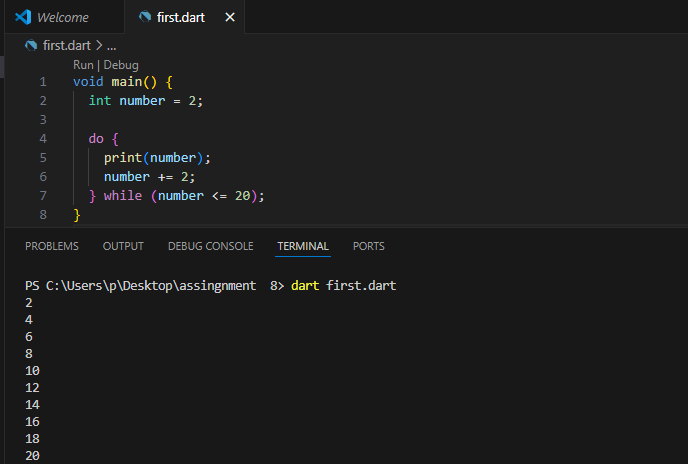 Welcome
first.dart
first.dart > ...
Run | Debug
1 void main() {
2 int number = 2;
3
4 do {
5 print(number);
6 number += 2;
7 } while (number <= 20);
8 }
PROBLEMS OUTPUT DEBUG CONSOLE TERMINAL PORTS
PS C:\Users\p\Desktop\assingnment  8> dart first.dart
2
4
6
8
10
12
14
16
18
20